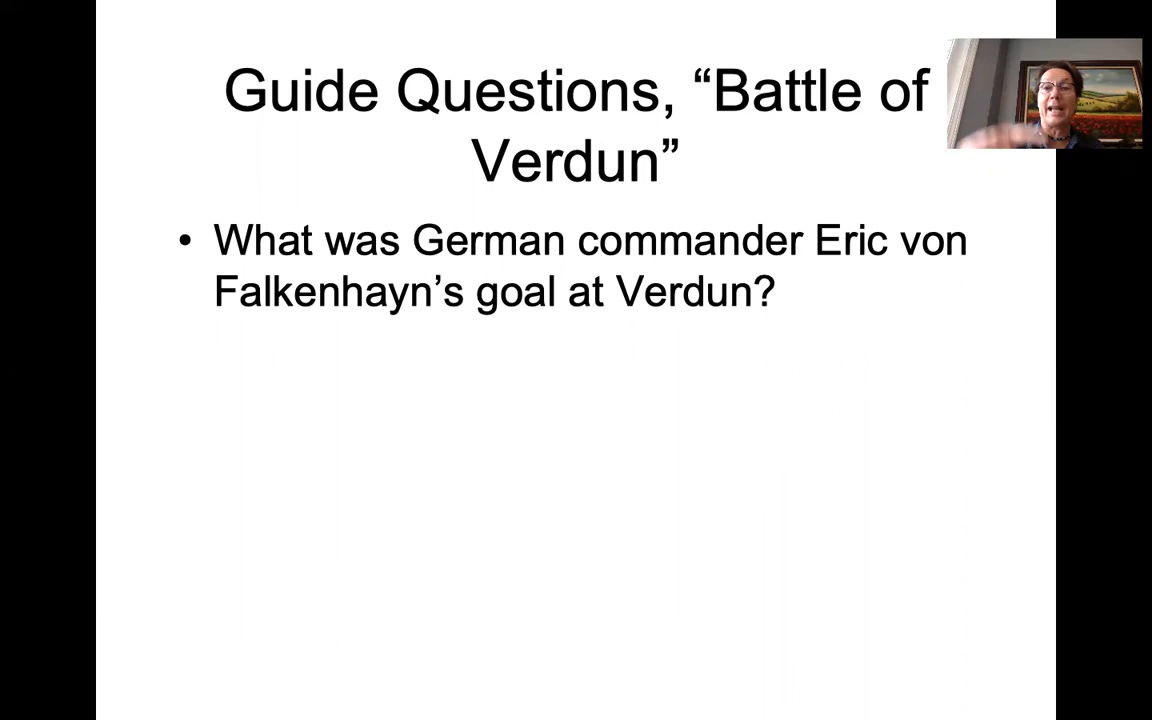 Guide Questions, “Battle of
Verdun”
• What was German commander Eric von
Falkenhayn’s goal at Verdun?